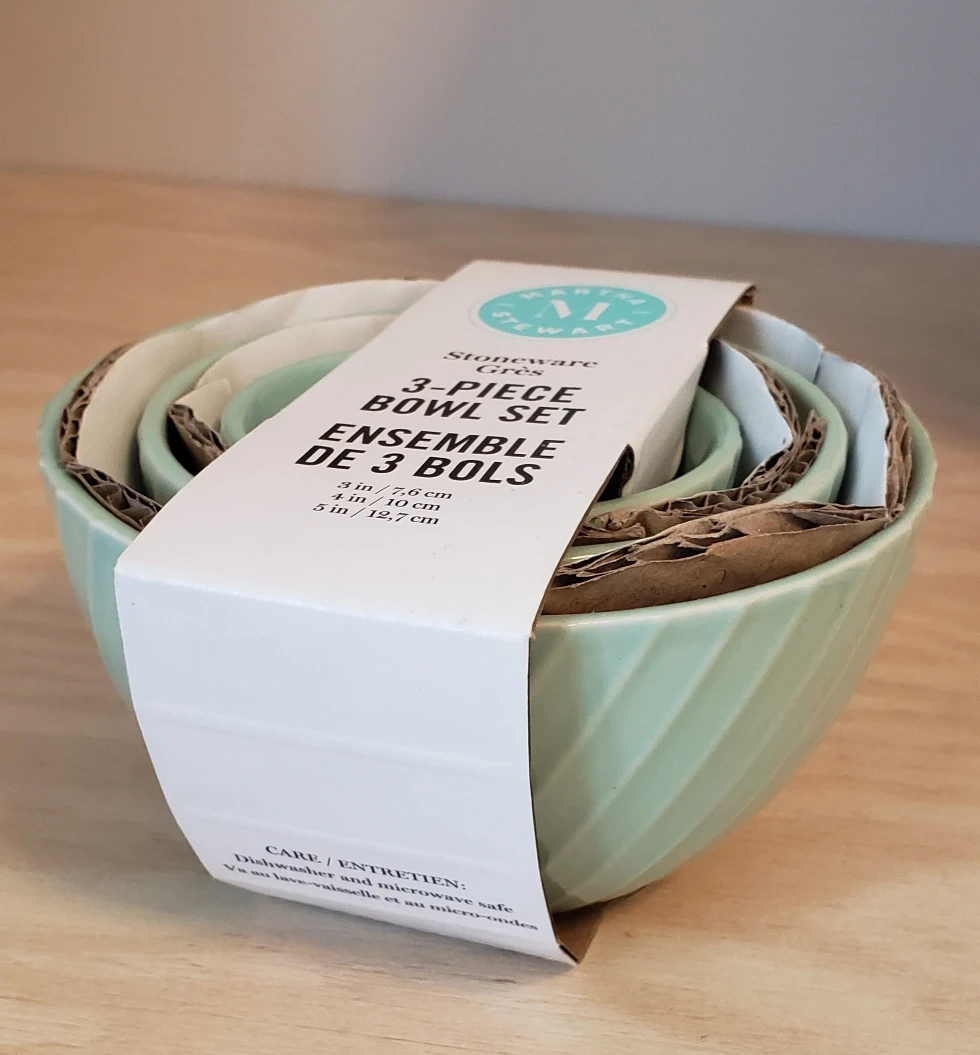 MARTHA
M
STEWART
Stoneware
Grès
3-PIECE
BOWL SET
ENSEMBLE
DE 3 BOLS
3 in / 7,6 cm
4 in / 10 cm
5 in / 12,7 cm
CARE / ENTRETIEN:
Dishwasher and microwave safe
Va au lave-vaisselle et au micro-ondes